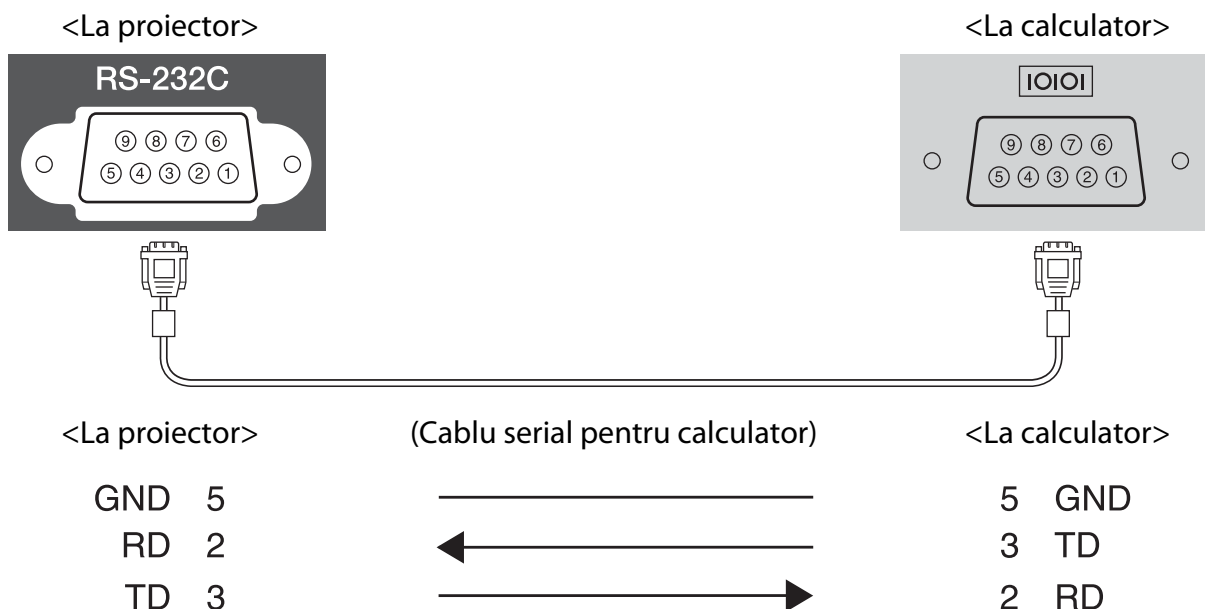 <La proiector> <La calculator>
RS-232C IOIOI
⑨ ⑧ ⑦ ⑥ ⑨ ⑧ ⑦ ⑥
⑤ ④ ③ ② ① ⑤ ④ ③ ② ①
<La proiector> (Cablu serial pentru calculator) <La calculator>
GND 5 5 GND
RD 2 3 TD
TD 3 2 RD